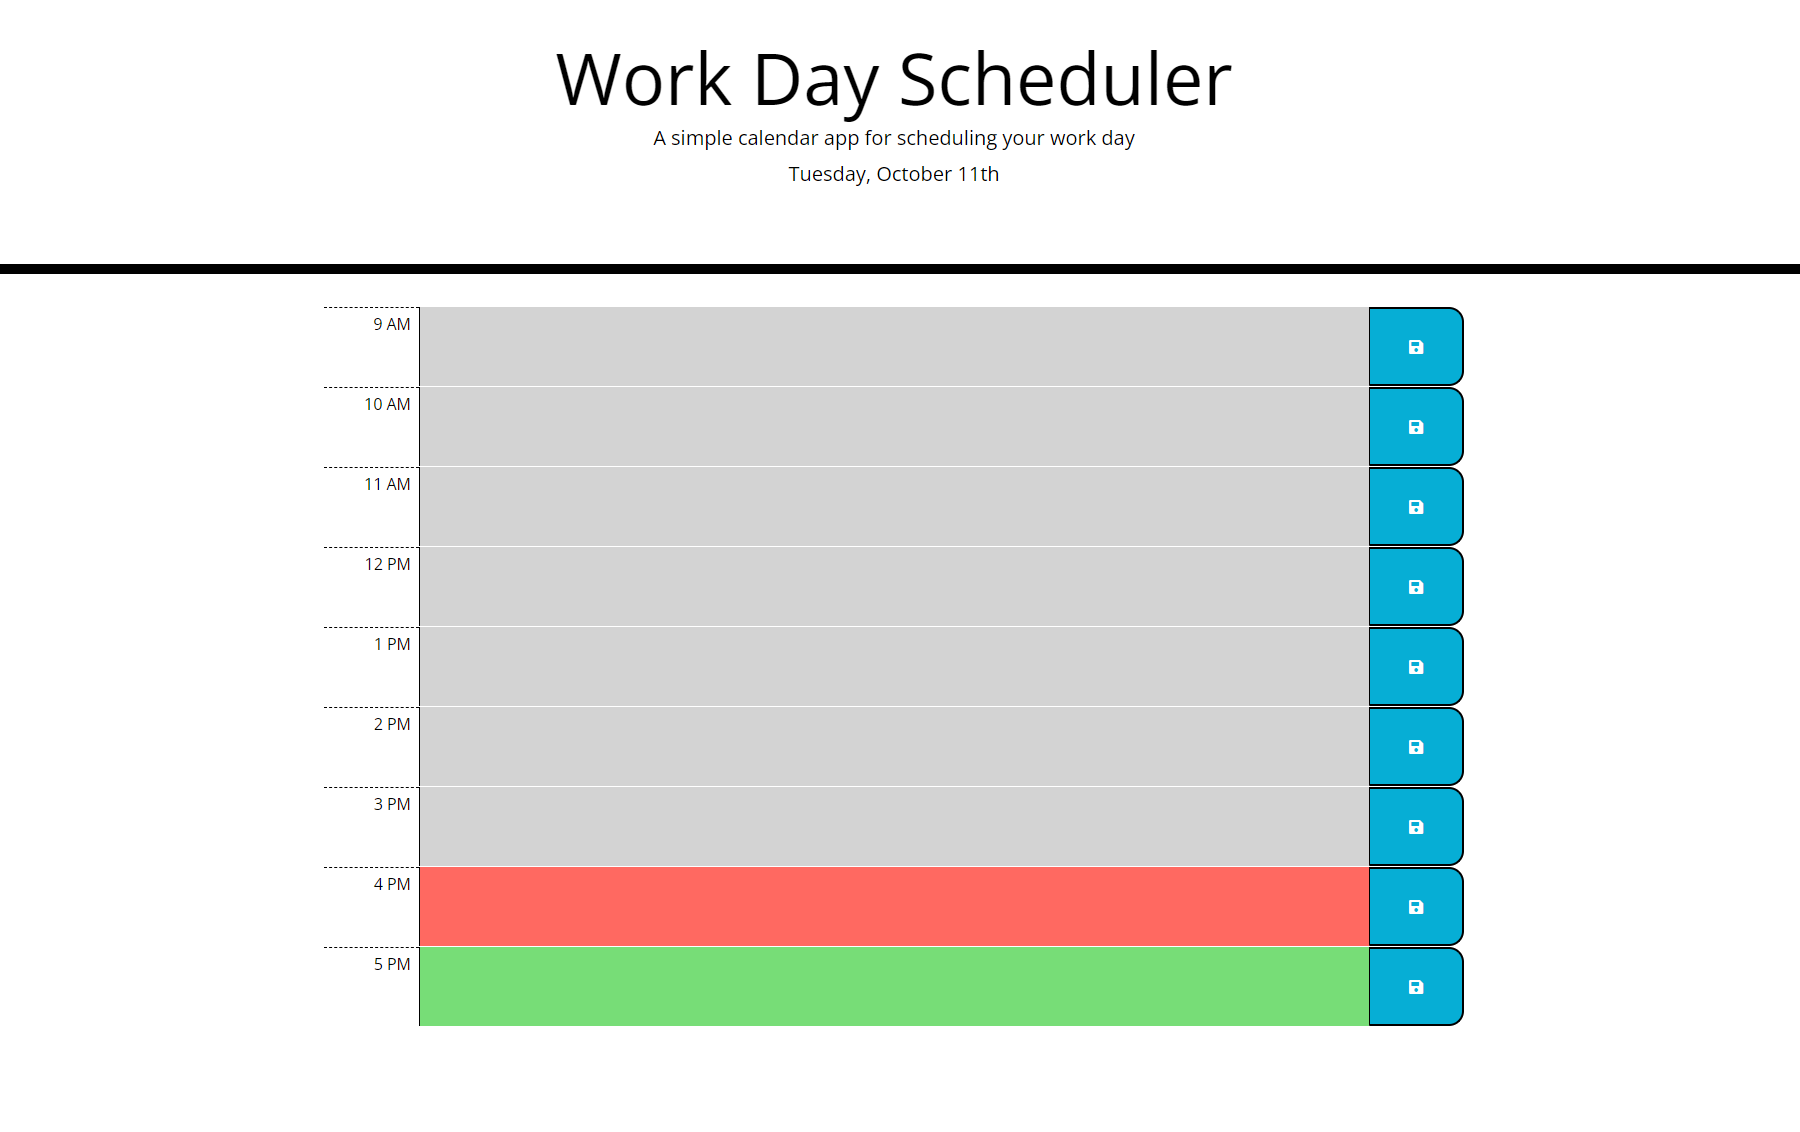 Work Day Scheduler
A simple calendar app for scheduling your work day
Tuesday, October 11th
9 AM
10 AM
11 AM
12 PM
1 PM
2 PM
3 PM
4 PM
5 PM